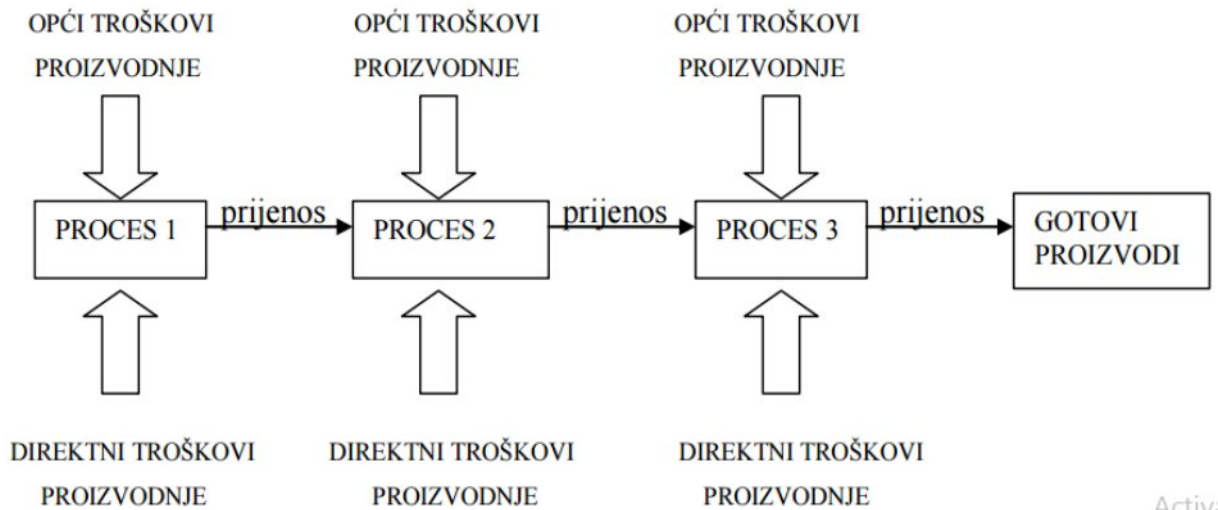 OPĆI TROŠKOVI
PROIZVODNJE
OPĆI TROŠKOVI
PROIZVODNJE
OPĆI TROŠKOVI
PROIZVODNJE
PROCES 1
prijenos
PROCES 2
prijenos
PROCES 3
prijenos
GOTOVI
PROIZVODI
DIREKTNI TROŠKOVI
PROIZVODNJE
DIREKTNI TROŠKOVI
PROIZVODNJE
DIREKTNI TROŠKOVI
PROIZVODNJE